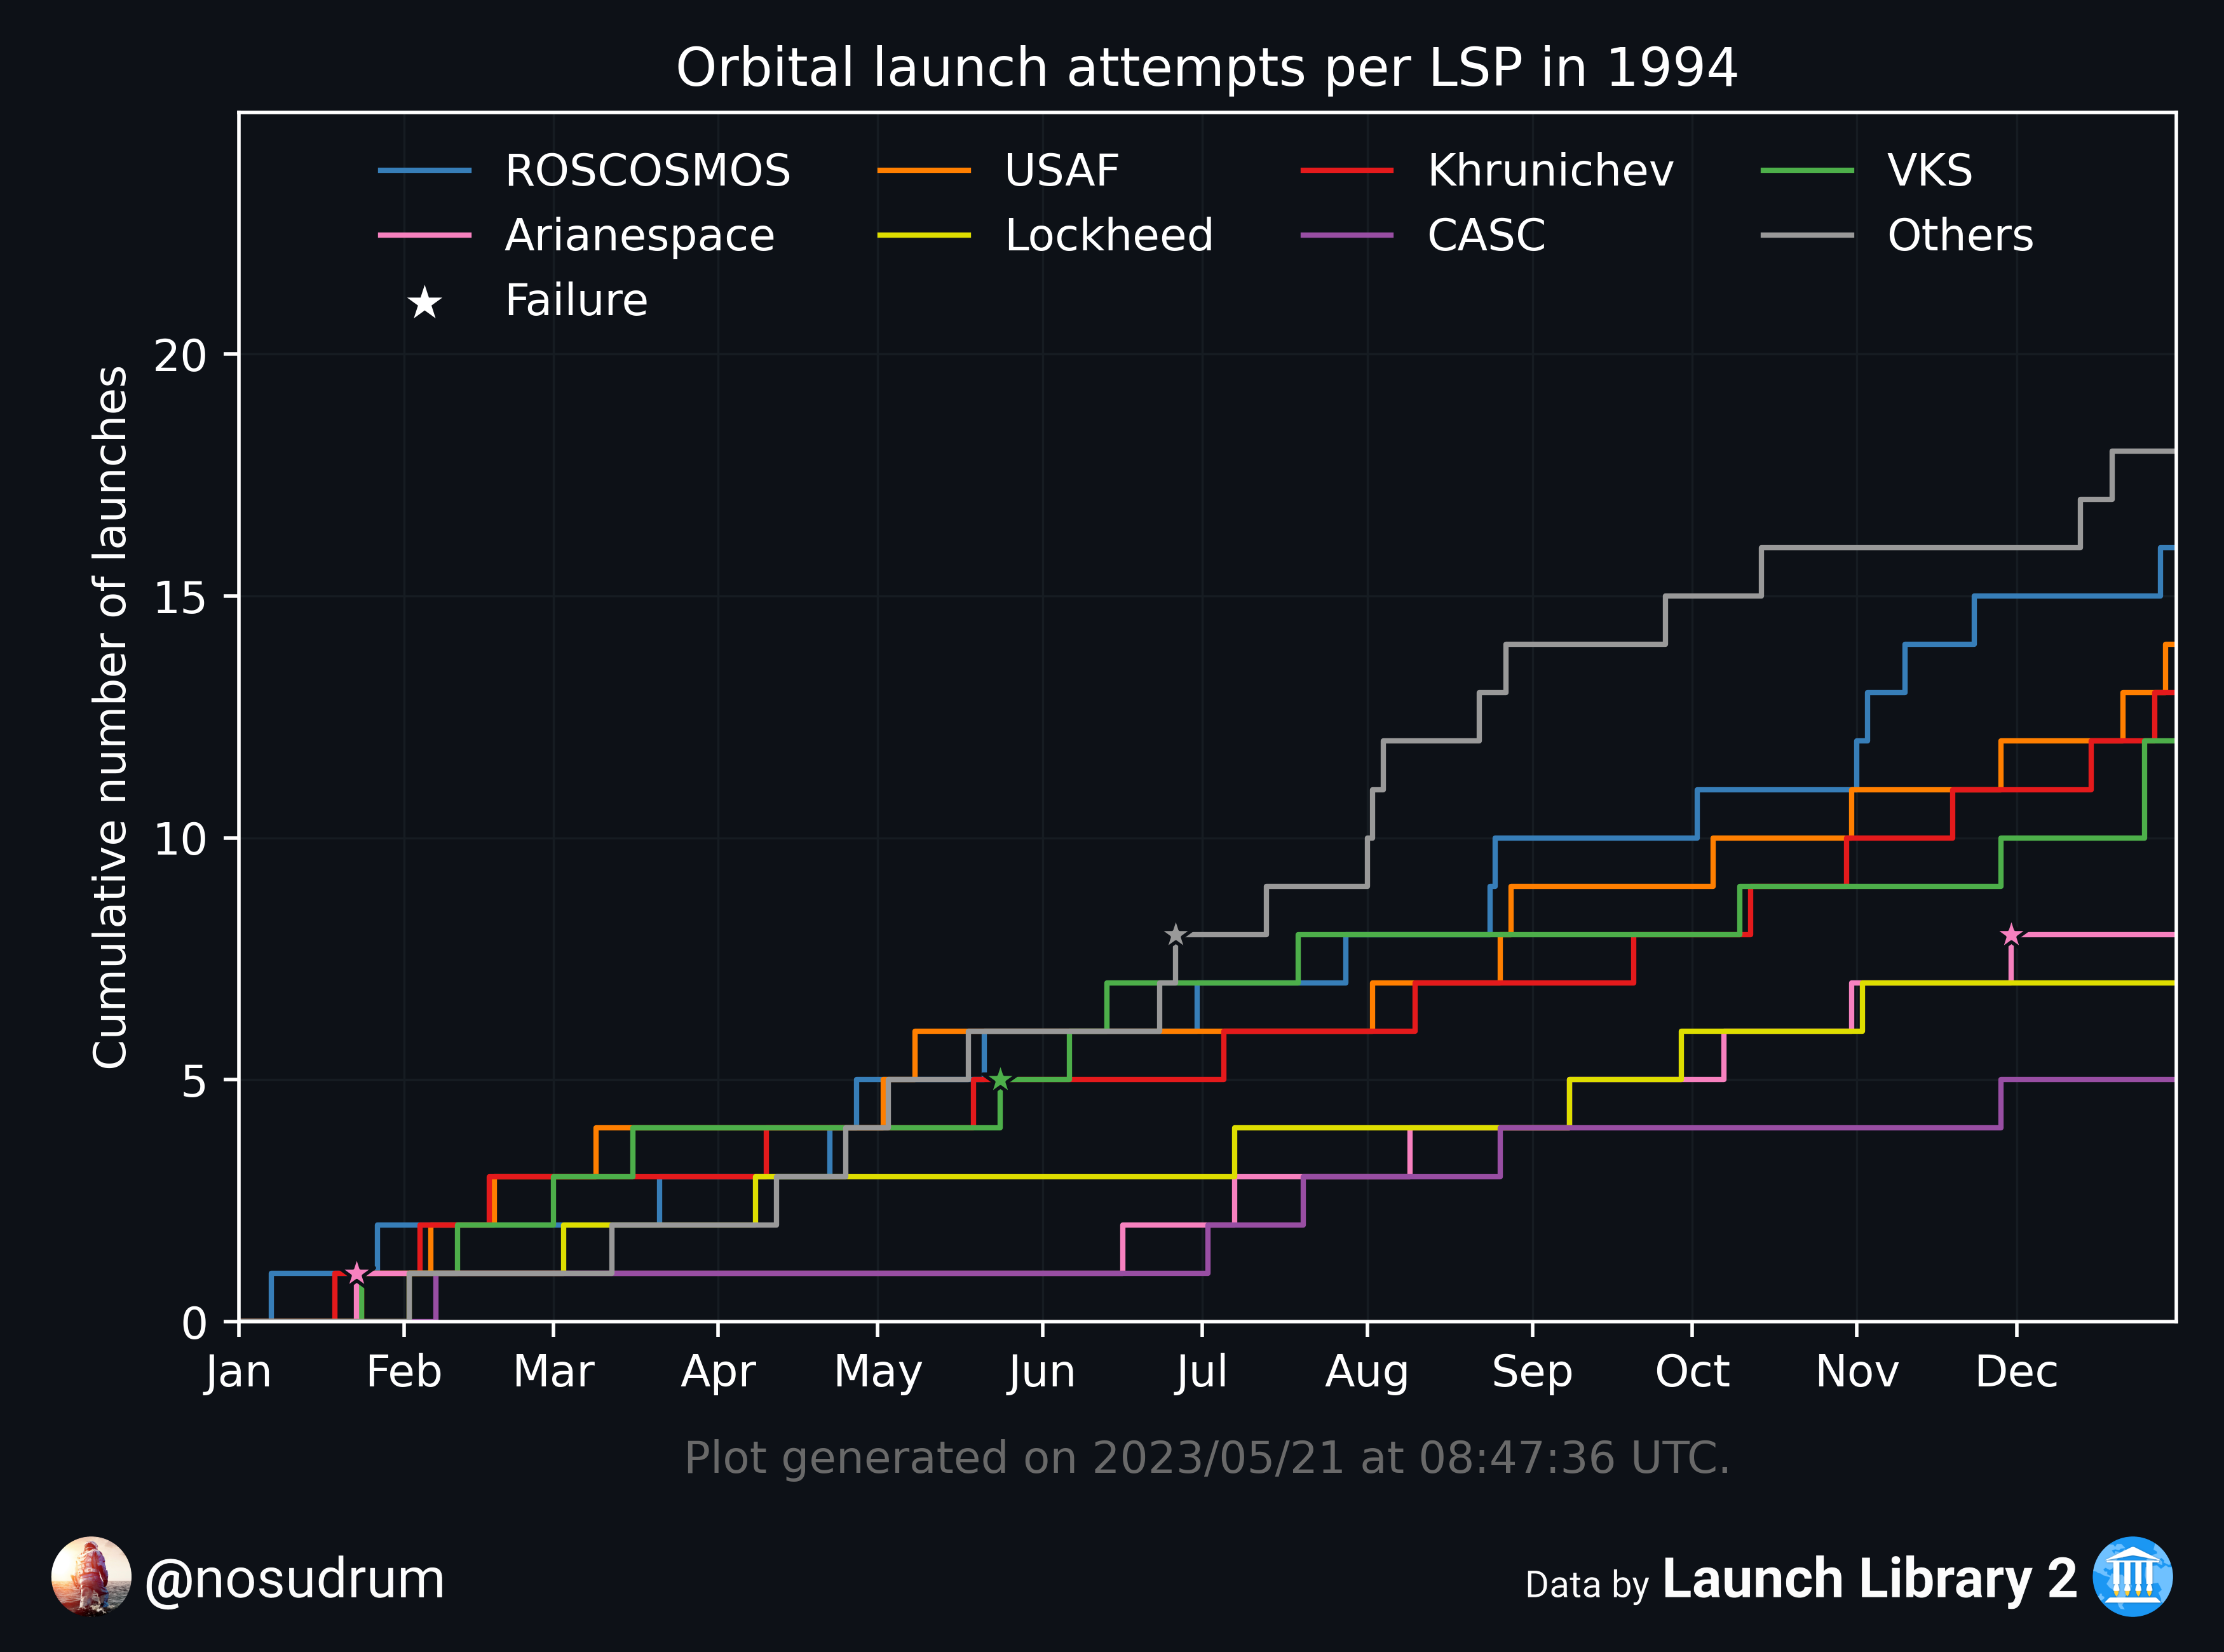 Orbital launch attempts per LSP in 1994
ROSCOSMOS USAF Khrunichev VKS
Arianespace Lockheed CASC Others
Failure
Cumulative number of launches
20
15
10
5
0
Jan Feb Mar Apr May Jun Jul Aug Sep Oct Nov Dec
Plot generated on 2023/05/21 at 08:47:36 UTC.
@nosudrum
Data by Launch Library 2